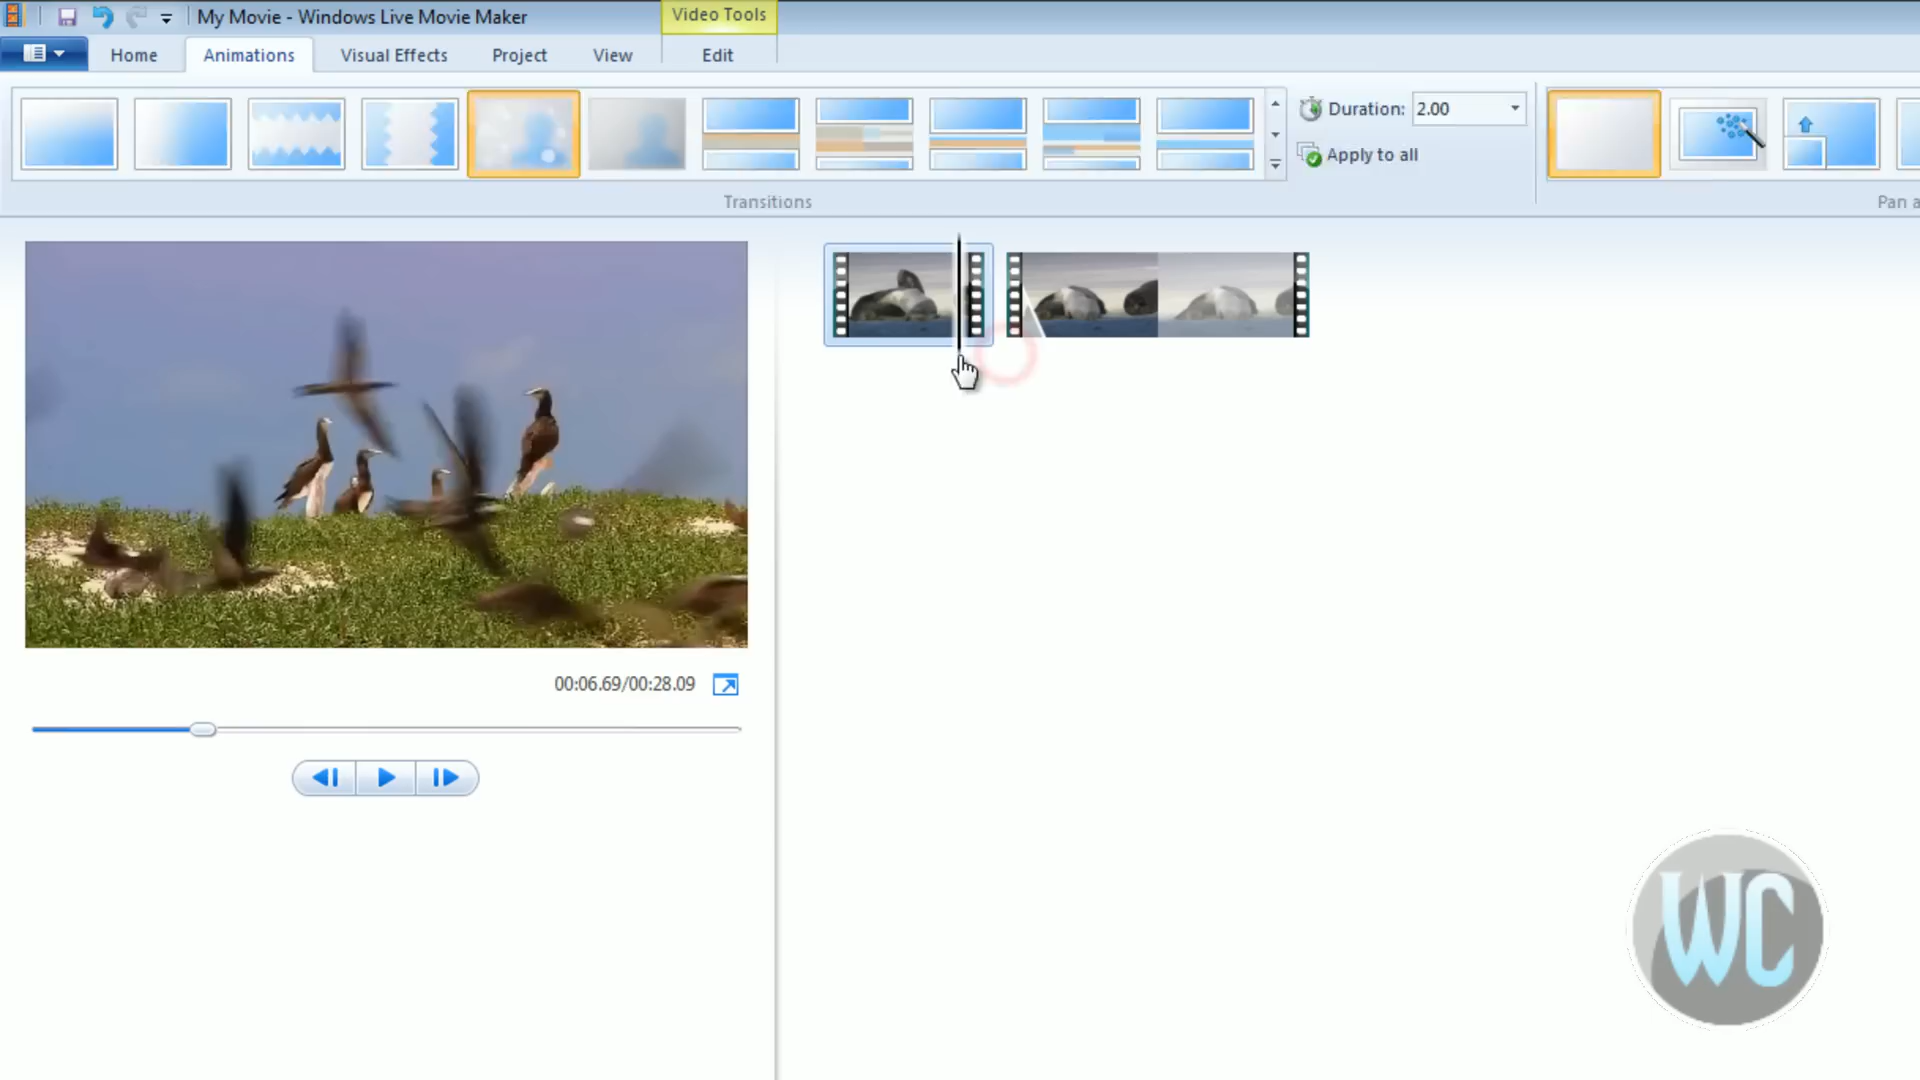 My Movie - Windows Live Movie Maker
Video Tools
Home
Animations
Visual Effects
Project
View
Edit
Duration: 2.00
Apply to all
Transitions
Pan a
00:06.69/00:28.09
WC